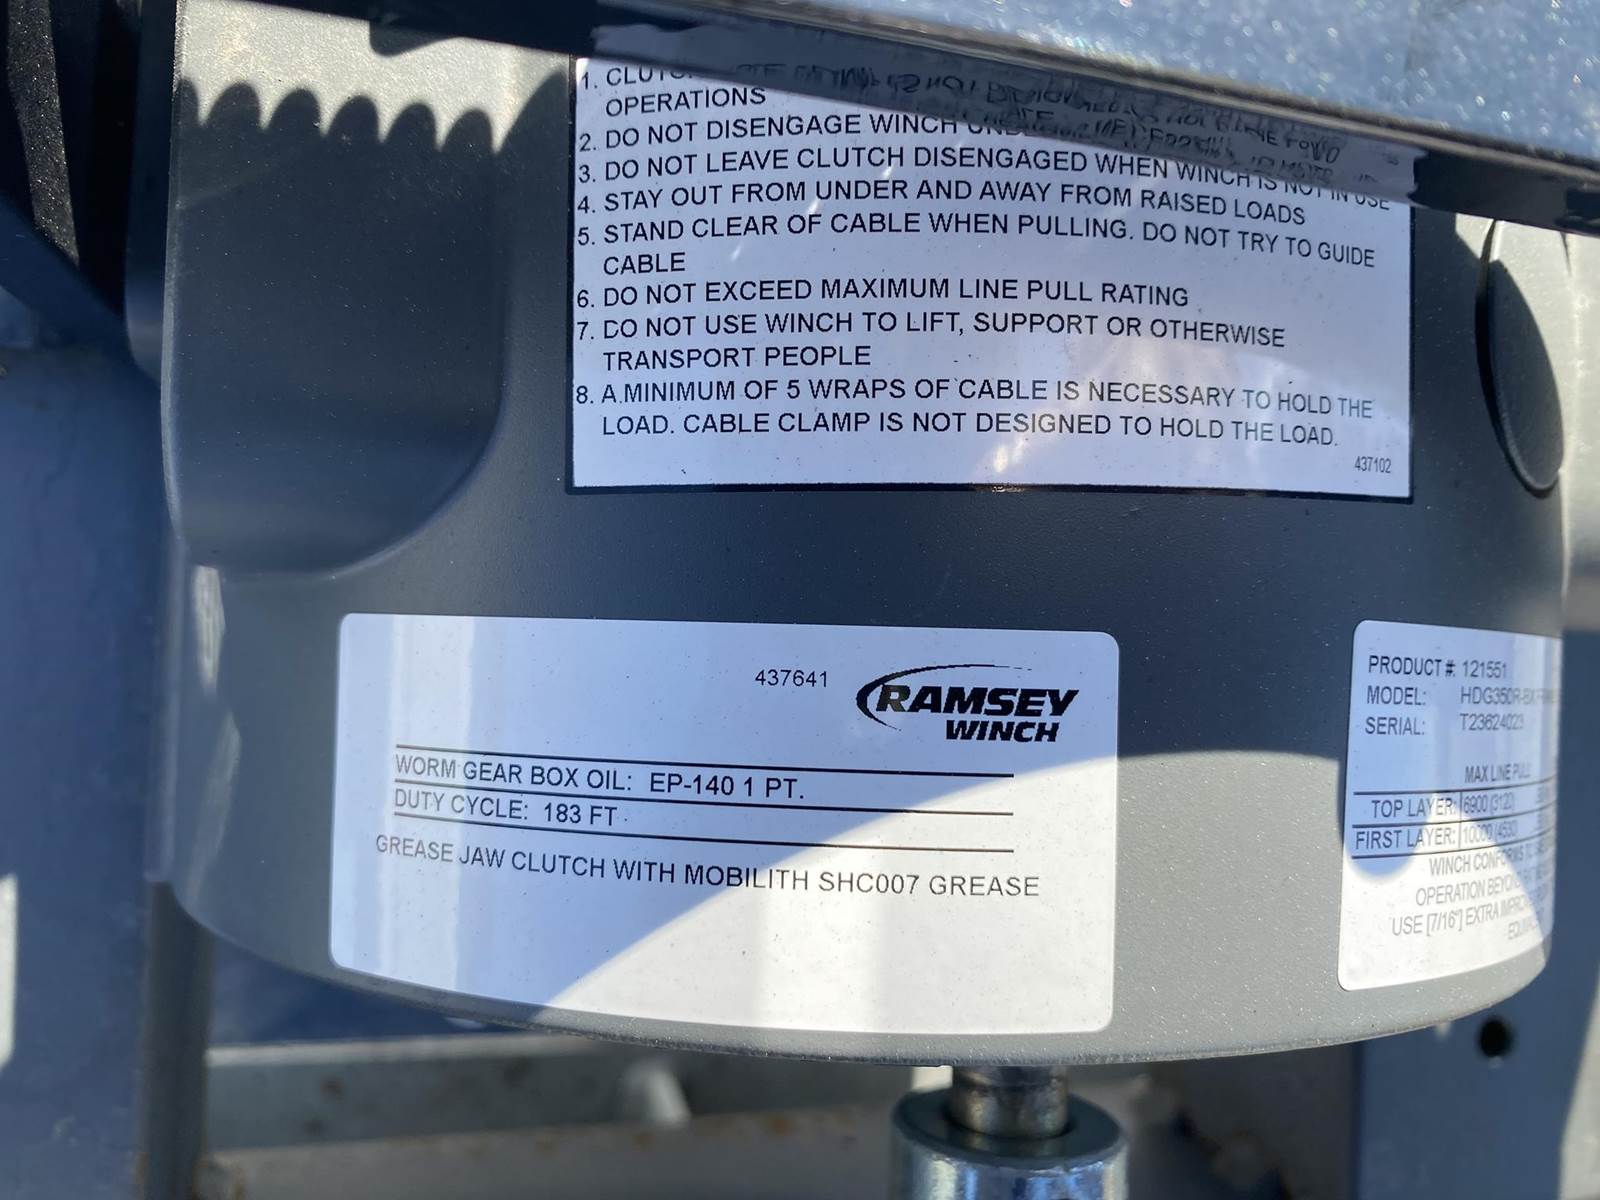 1. CLUTCH
OPERATIONS
2. DO NOT DISENGAGE WINCH
3. DO NOT LEAVE CLUTCH DISENGAGED WHEN WINCH IS NOT IN USE
4. STAY OUT FROM UNDER AND AWAY FROM RAISED LOADS
5. STAND CLEAR OF CABLE WHEN PULLING. DO NOT TRY TO GUIDE
CABLE
6. DO NOT EXCEED MAXIMUM LINE PULL RATING
7. DO NOT USE WINCH TO LIFT, SUPPORT OR OTHERWISE
TRANSPORT PEOPLE
8. A MINIMUM OF 5 WRAPS OF CABLE IS NECESSARY TO HOLD THE
LOAD. CABLE CLAMP IS NOT DESIGNED TO HOLD THE LOAD.
437102
437641
RAMSEY
WINCH
WORM GEAR BOX OIL: EP-140 1 PT.
DUTY CYCLE: 183 FT
GREASE JAW CLUTCH WITH MOBILITH SHC007 GREASE
PRODUCT #: 121551
MODEL:
SERIAL: T23624023
MAX LINE PULL
TOP LAYER: 6900 (3120)
FIRST LAYER: 10000 (4530)
WINCH CONFORMS TO
OPERATION BEYOND
USE [7/16"] EXTRA